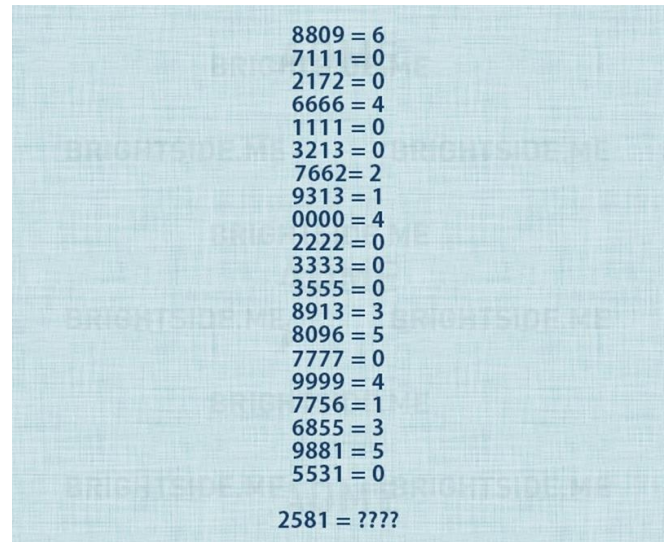 8809 = 6
7111 = 0
2172 = 0
6666 = 4
1111 = 0
3213 = 0
7662= 2
9313 = 1
0000 = 4
2222 = 0
3333 = 0
3555 = 0
8913 = 3
8096 = 5
7777 = 0
9999 = 4
7756 = 1
6855 = 3
9881 = 5
5531 = 0
2581 = ????